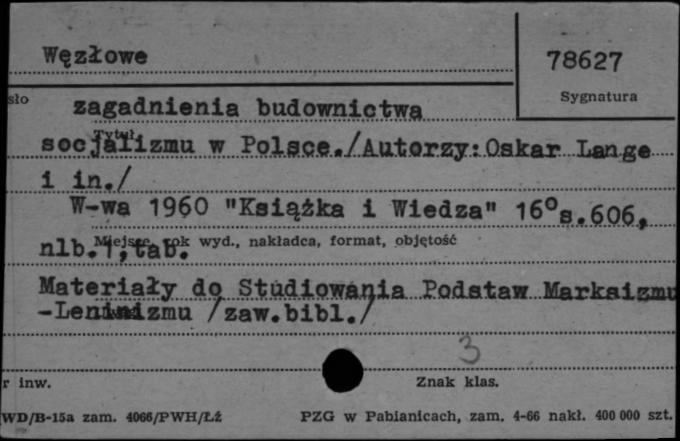 Węzłowe
78627
Sygnatura
sło
zagadnienia budownictwa
Tytuł
socjalizmu w Polsce./Autorzy:Oskar Lange
i in./
W-wa 1960 "Książka i Wiedza" 16° s.606,
Miejsce, rok wyd., nakładca, format, objętość
nlb.1,tab.
Materiały do Studiowania Podstaw Marksizmu
-Leninizmu /zaw.bibl./
3
r inw.
Znak klas.
WD/B-15a zam. 4066/PWH/Łź
PZG w Pabianicach, zam. 4-66 nakł. 400 000 szt.